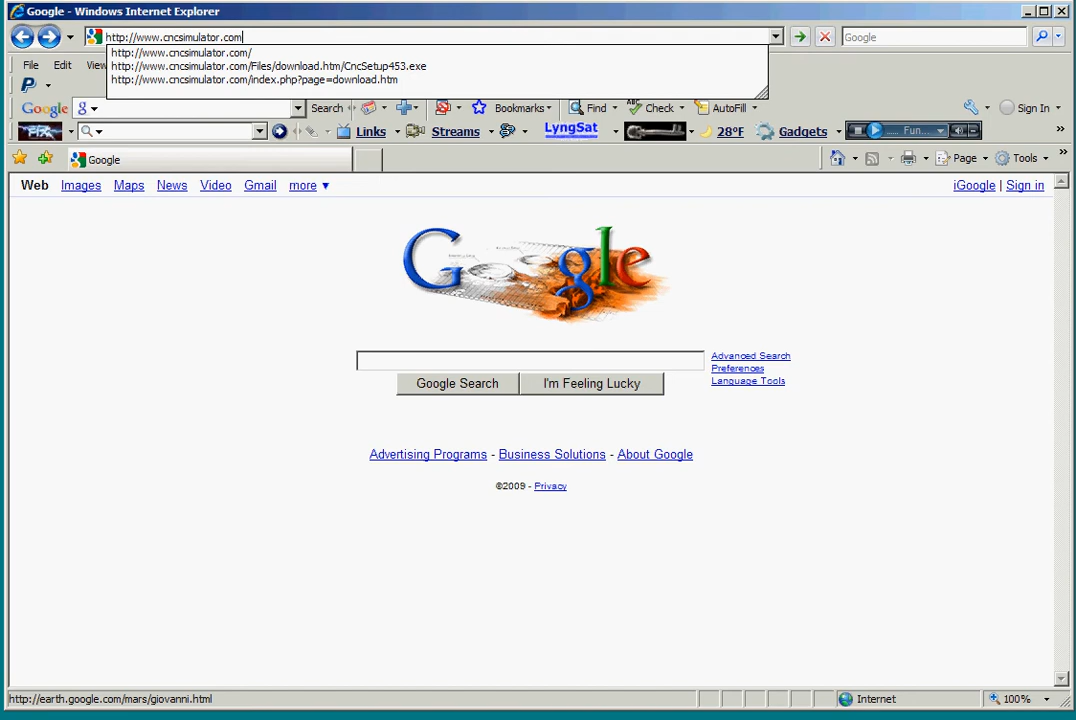 Google - Windows Internet Explorer
http://www.cncsimulator.com
Google
http://www.cncsimulator.com/
http://www.cncsimulator.com/Files/download.htm/CncSetup453.exe
http://www.cncsimulator.com/index.php?page=download.htm
File Edit
Google g Search Bookmarks Find Check AutoFill Sign In
Links Streams LyngSat 28°F Gadgets ..... Fun...
Google Page Tools
Web Images Maps News Video Gmail more ▼ iGoogle | Sign in
Google
Advanced Search
Preferences
Language Tools
Google Search I'm Feeling Lucky
Advertising Programs - Business Solutions - About Google
©2009 - Privacy
http://earth.google.com/mars/giovanni.html Internet 100%